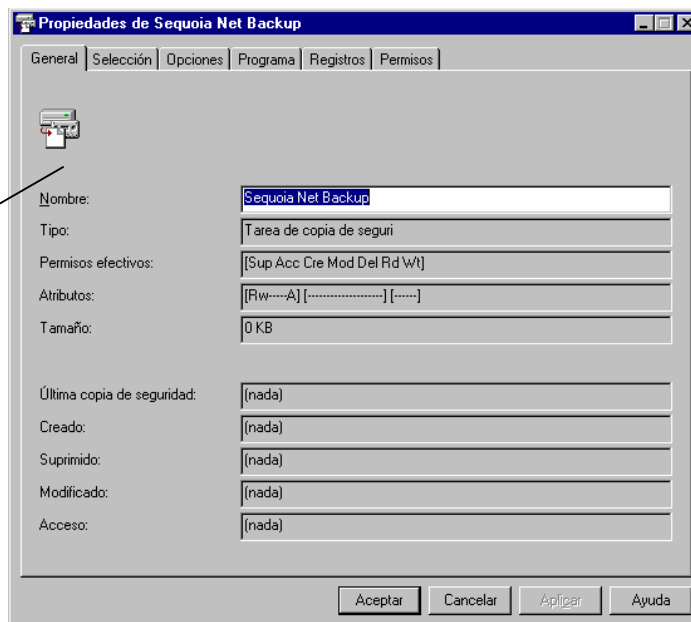 Propiedades de Sequoia Net Backup
General Selección Opciones Programa Registros Permisos
Nombre: Sequoia Net Backup
Tipo: Tarea de copia de seguri
Permisos efectivos: [Sup Acc Cre Mod Del Rd Wt]
Atributos: [Rw-----A] [-------------------] [------]
Tamaño: 0 KB
Última copia de seguridad: (nada)
Creado: (nada)
Suprimido: (nada)
Modificado: (nada)
Acceso: (nada)
Aceptar Cancelar Aplicar Ayuda